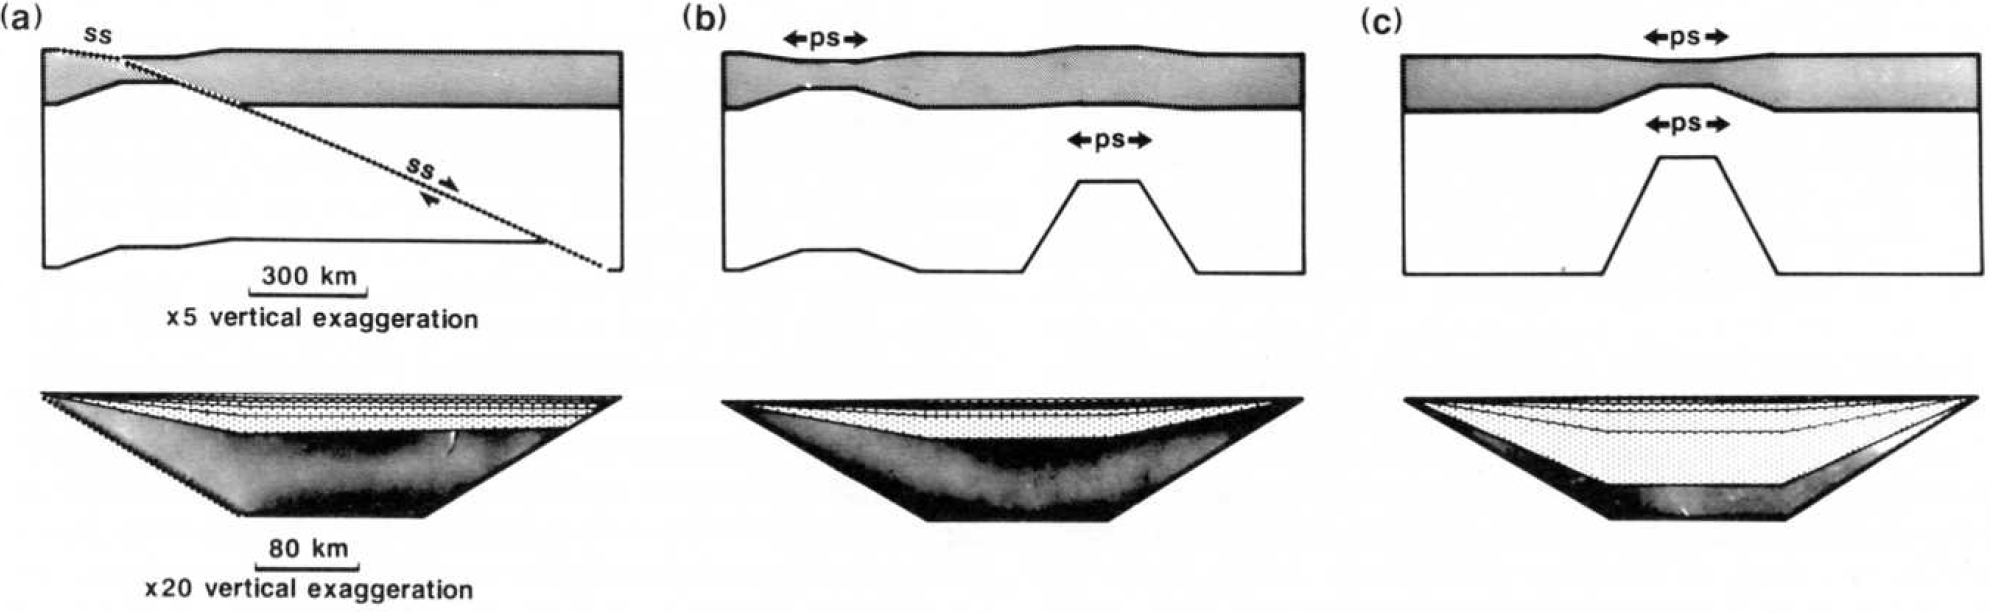 (a)
ss
ss
300 km
x5 vertical exaggeration
80 km
x20 vertical exaggeration
(b)
ps
ps
(c)
ps
ps